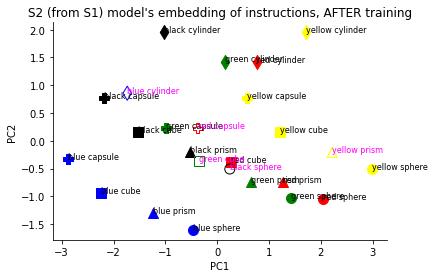 S2 (from S1) model's embedding of instructions, AFTER training
2.0
1.5
1.0
0.5
0.0
−0.5
−1.0
−1.5
PC2
−3
−2
−1
0
1
2
3
PC1
black cylinder
yellow cylinder
green cylinder
red cylinder
blue cylinder
black capsule
yellow capsule
green capsule
red capsule
black cube
yellow cube
black prism
yellow prism
blue capsule
green cube
red cube
black sphere
yellow sphere
green prism
red prism
blue cube
green sphere
red sphere
blue prism
blue sphere